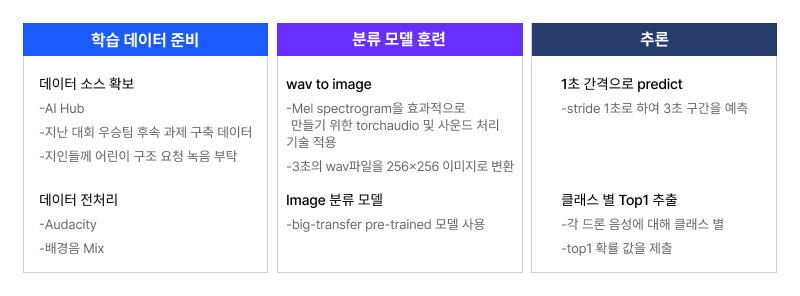 학습 데이터 준비
데이터 소스 확보
-AI Hub
-지난 대회 우승팀 후속 과제 구축 데이터
-지인들께 어린이 구조 요청 녹음 부탁
데이터 전처리
-Audacity
-배경음 Mix
분류 모델 훈련
wav to image
-Mel spectrogram을 효과적으로
만들기 위한 torchaudio 및 사운드 처리
기술 적용
-3초의 wav파일을 256×256 이미지로 변환
Image 분류 모델
-big-transfer pre-trained 모델 사용
추론
1초 간격으로 predict
-stride 1초로 하여 3초 구간을 예측
클래스 별 Top1 추출
-각 드론 음성에 대해 클래스 별
-top1 확률 값을 제출